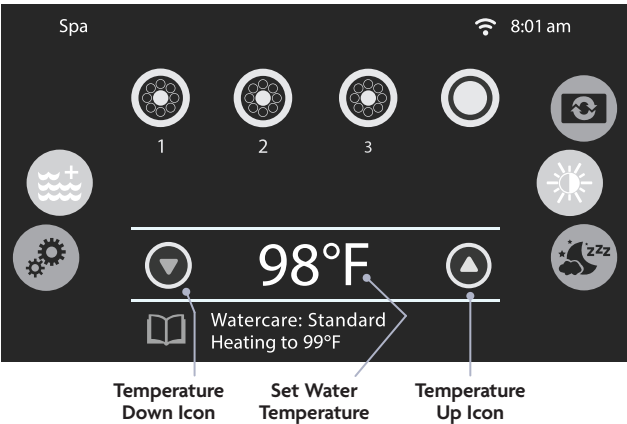 Spa
8:01 am
1
2
3
zzz
98°F
Watercare: Standard
Heating to 99°F
Temperature
Down Icon
Set Water
Temperature
Temperature
Up Icon